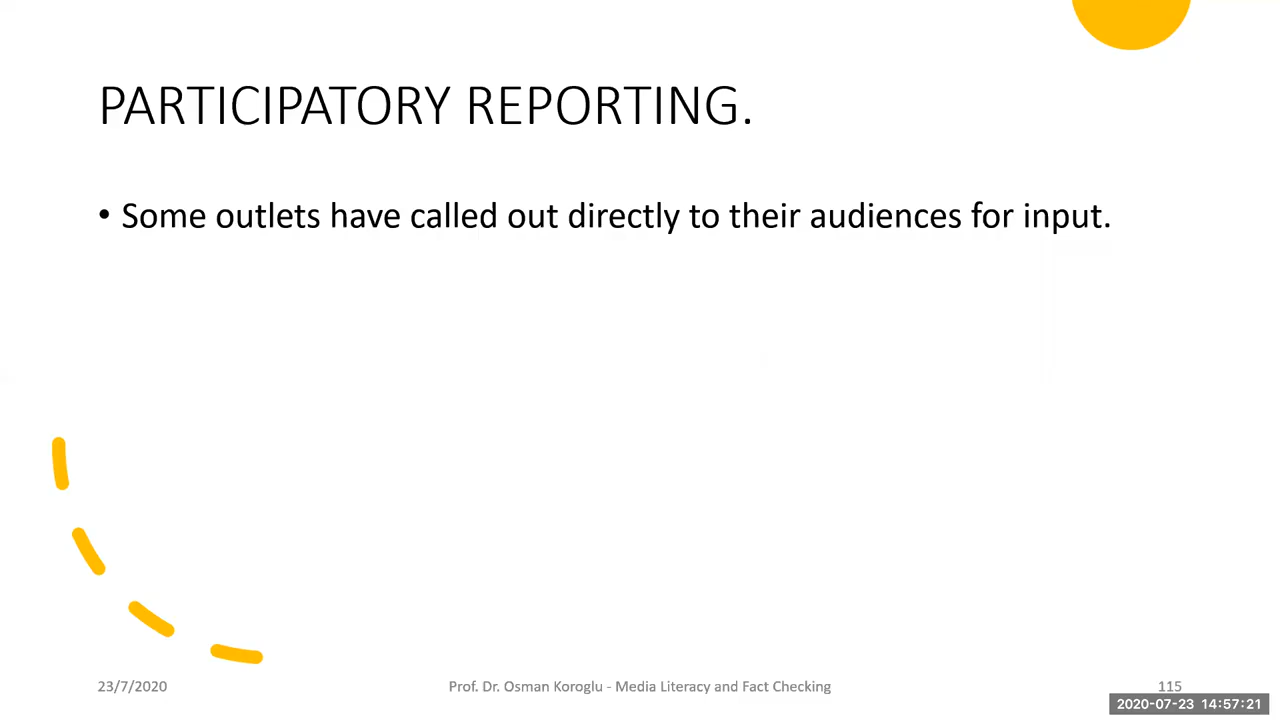 PARTICIPATORY REPORTING.
• Some outlets have called out directly to their audiences for input.
23/7/2020
Prof. Dr. Osman Koroglu - Media Literacy and Fact Checking
115
2020-07-23 14:57:21